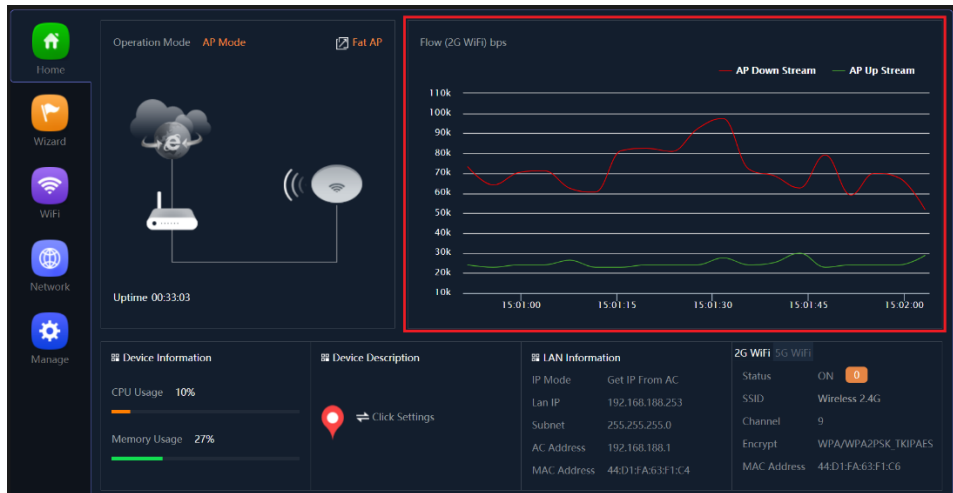 Home
Wizard
WiFi
Network
Manage
Operation Mode AP Mode Fat AP
Uptime 00:33:03
Flow (2G WiFi) bps
AP Down Stream AP Up Stream
110k
100k
90k
80k
70k
60k
50k
40k
30k
20k
10k
15:01:00 15:01:15 15:01:30 15:01:45 15:02:00
Device Information
CPU Usage 10%
Memory Usage 27%
Device Description
Click Settings
LAN Information
IP Mode Get IP From AC
Lan IP 192.168.188.253
Subnet 255.255.255.0
AC Address 192.168.188.1
MAC Address 44:D1:FA:63:F1:C4
2G WiFi 5G WiFi
Status ON 0
SSID Wireless 2.4G
Channel 9
Encrypt WPA/WPA2PSK_TKIPAES
MAC Address 44:D1:FA:63:F1:C6